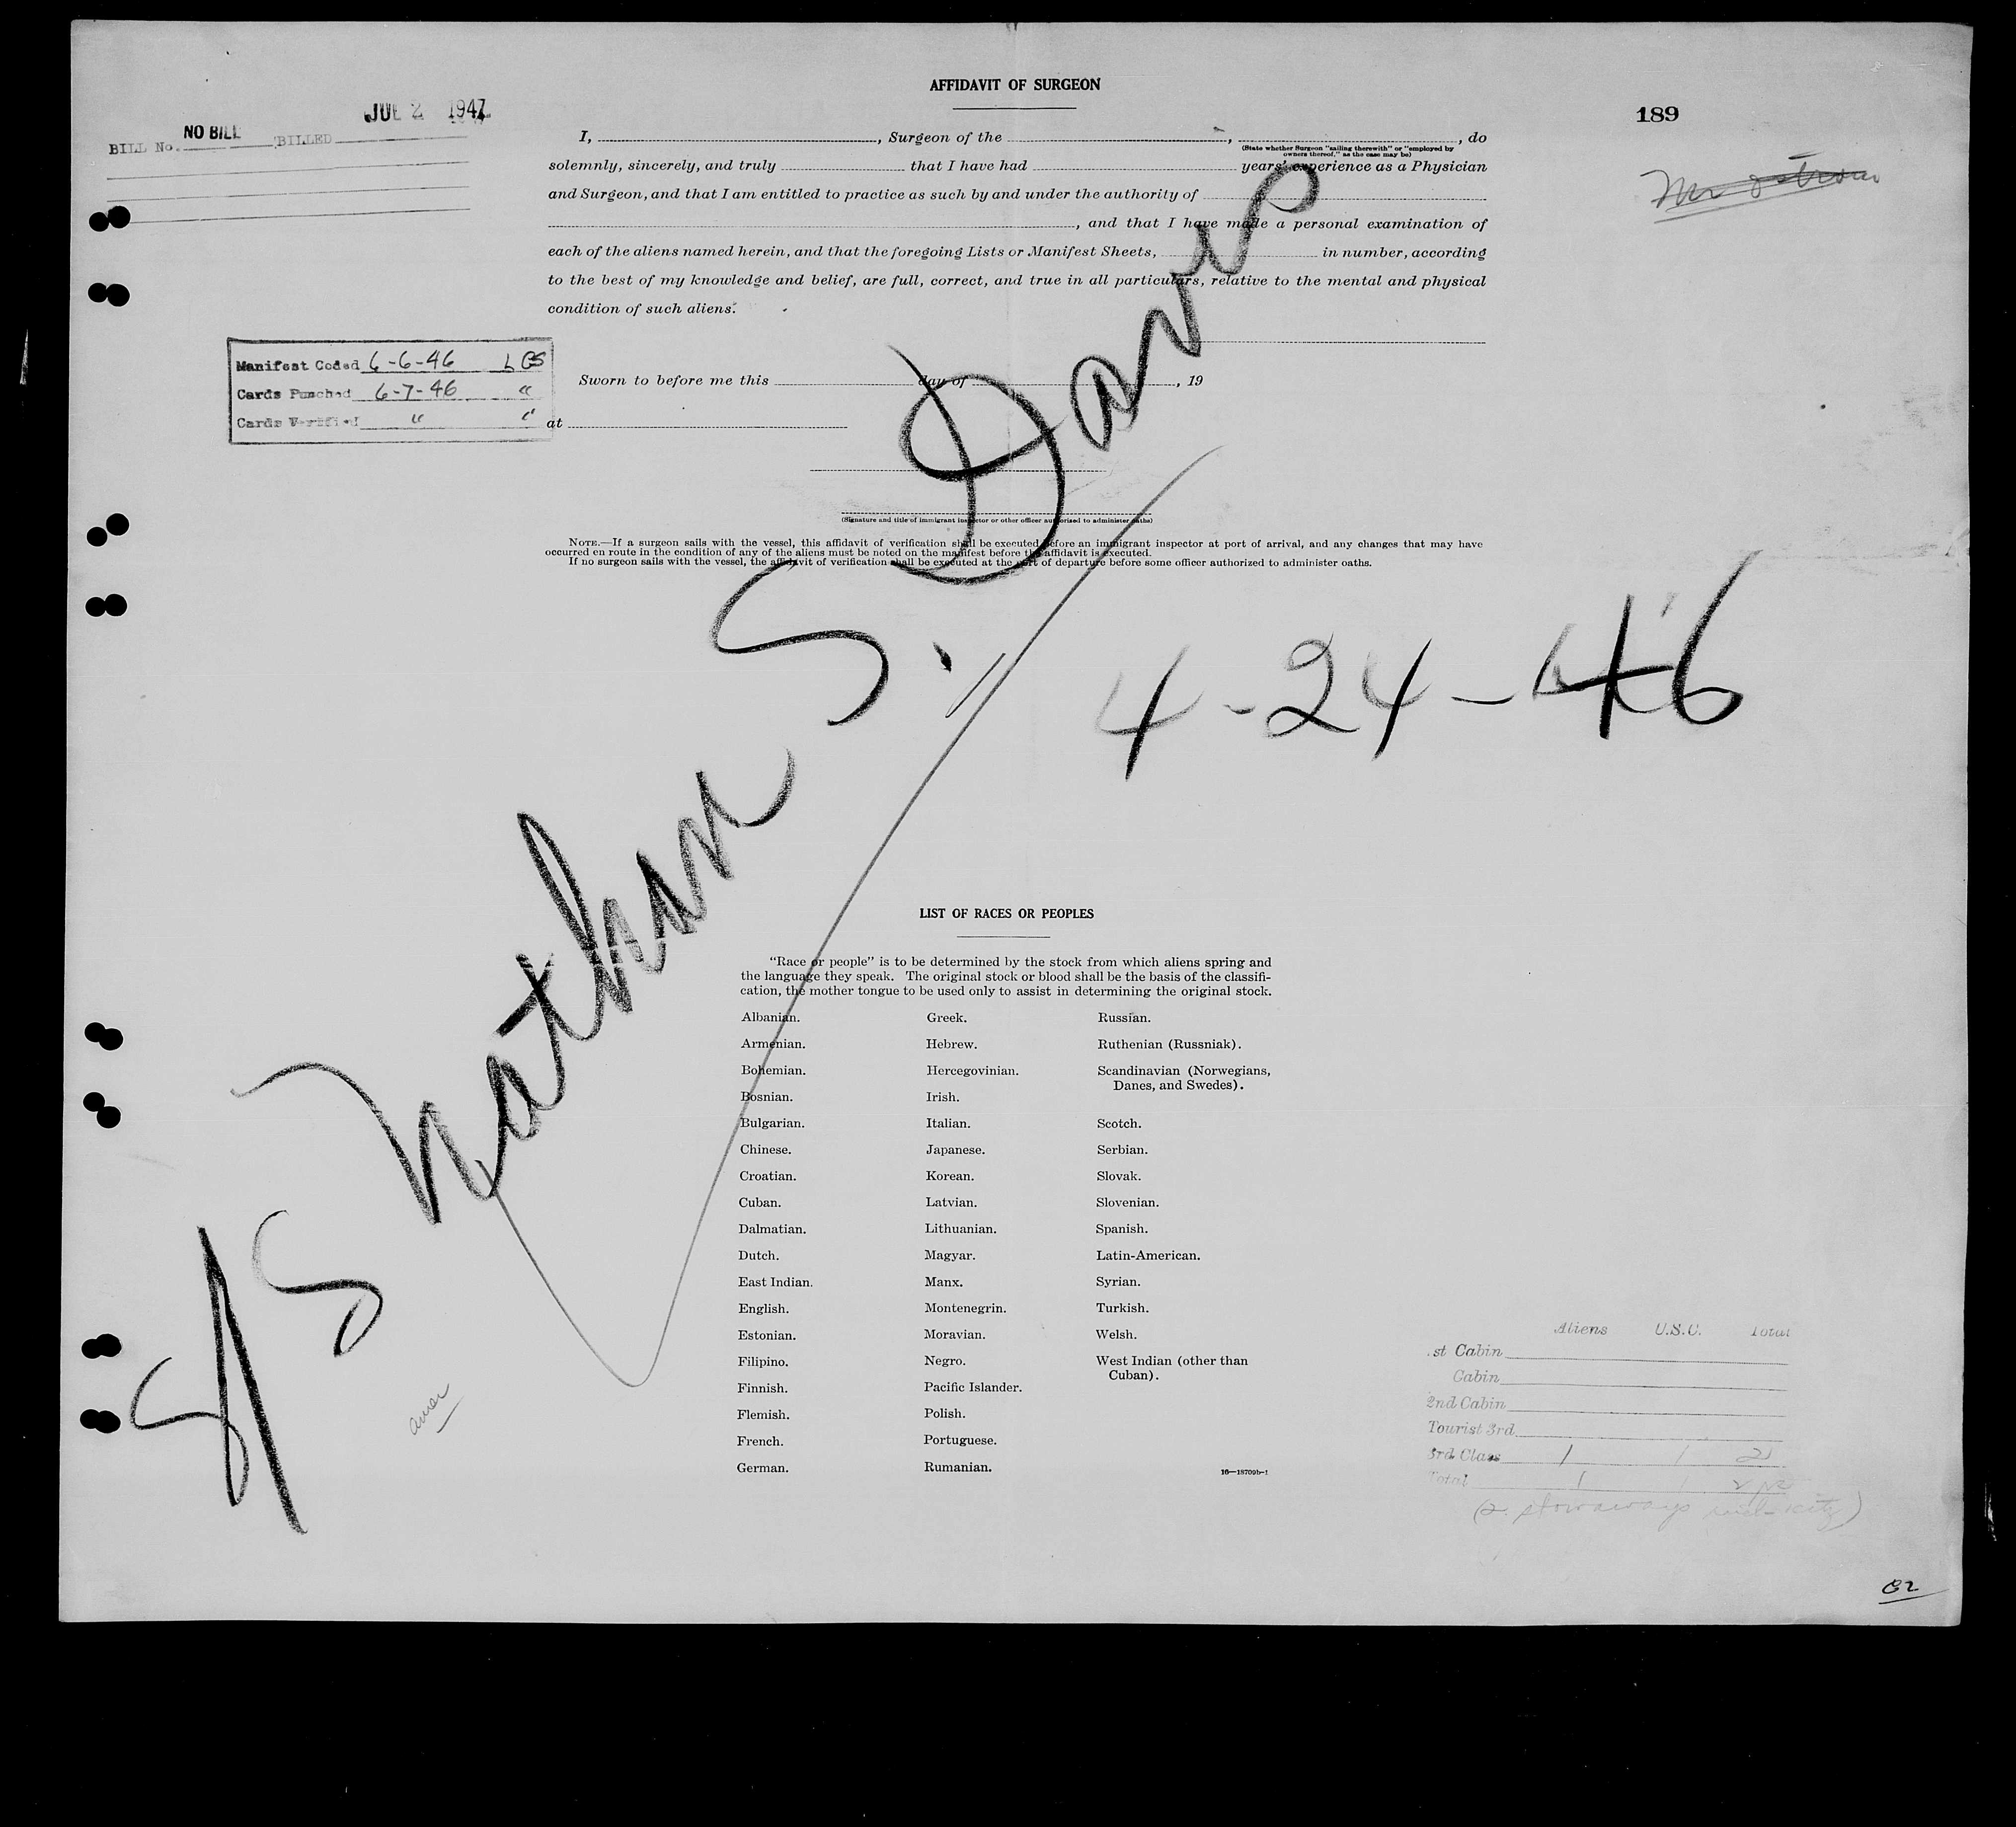 AFFIDAVIT OF SURGEON
189
JUL 2 1947
BILL No. NO BILL BILLED
I, , Surgeon of the , , do
(State whether Surgeon "sailing therewith" or "employed by
owners thereof," as the case may be)
solemnly, sincerely, and truly that I have had years' experience as a Physician
and Surgeon, and that I am entitled to practice as such by and under the authority of
, and that I have made a personal examination of
each of the aliens named herein, and that the foregoing Lists or Manifest Sheets, in number, according
to the best of my knowledge and belief, are full, correct, and true in all particulars, relative to the mental and physical
condition of such aliens.
Manifest Coded 6-6-46 LGS
Cards Punched 6-7-46 "
Cards Verified " "
Sworn to before me this day of , 19
at
(Signature and title of immigrant inspector or other officer authorized to administer oaths)
NOTE.—If a surgeon sails with the vessel, this affidavit of verification shall be executed before an immigrant inspector at port of arrival, and any changes that may have
occurred en route in the condition of any of the aliens must be noted on the manifest before the affidavit is executed.
If no surgeon sails with the vessel, the affidavit of verification shall be executed at the port of departure before some officer authorized to administer oaths.
S/S Nathan S. Davis
4-24-46
LIST OF RACES OR PEOPLES
"Race or people" is to be determined by the stock from which aliens spring and
the language they speak. The original stock or blood shall be the basis of the classifi-
cation, the mother tongue to be used only to assist in determining the original stock.
Albanian.
Armenian.
Bohemian.
Bosnian.
Bulgarian.
Chinese.
Croatian.
Cuban.
Dalmatian.
Dutch.
East Indian.
English.
Estonian.
Filipino.
Finnish.
Flemish.
French.
German.
Greek.
Hebrew.
Hercegovinian.
Irish.
Italian.
Japanese.
Korean.
Latvian.
Lithuanian.
Magyar.
Manx.
Montenegrin.
Moravian.
Negro.
Pacific Islander.
Polish.
Portuguese.
Rumanian.
Russian.
Ruthenian (Russniak).
Scandinavian (Norwegians,
Danes, and Swedes).
Scotch.
Serbian.
Slovak.
Slovenian.
Spanish.
Latin-American.
Syrian.
Turkish.
Welsh.
West Indian (other than
Cuban).
16—18709b-1
amer
Aliens U.S.C. Total
1st Cabin
Cabin
2nd Cabin
Tourist 3rd
3rd Class 1 1 2
Total 1 1 2
(2 stowaways